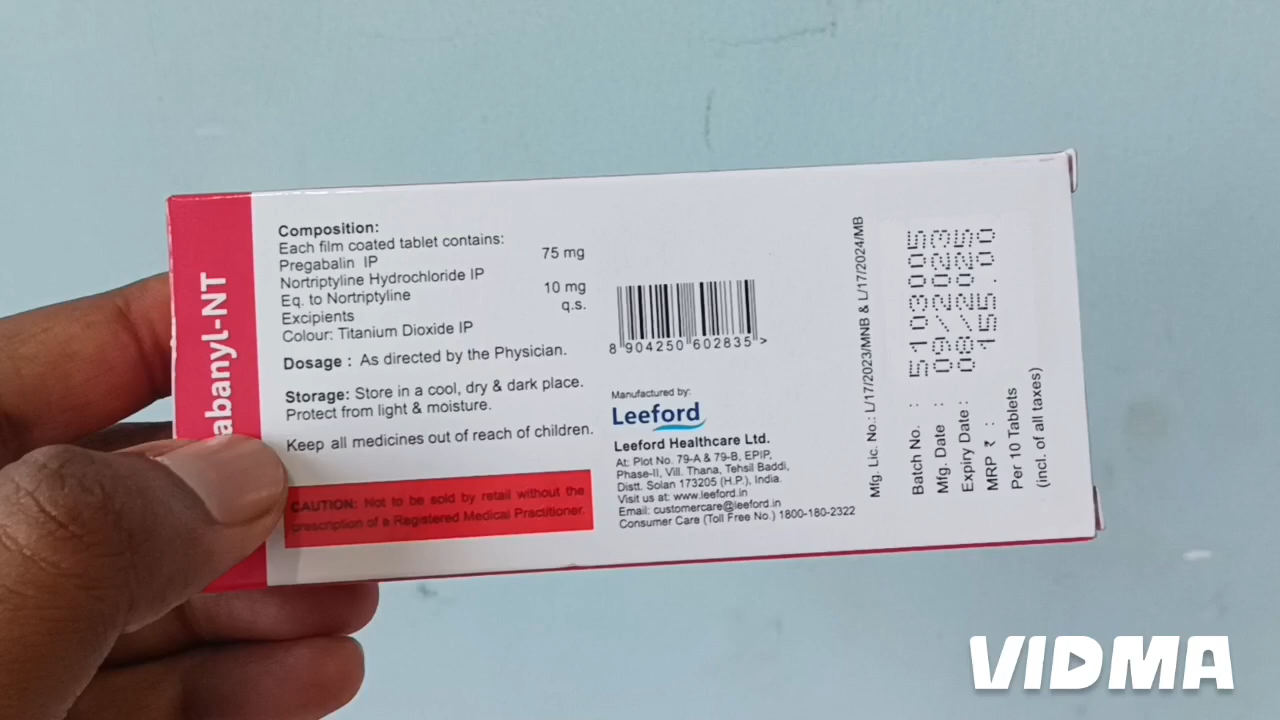 abanyl-NT
Composition:
Each film coated tablet contains:
Pregabalin IP 75 mg
Nortriptyline Hydrochloride IP
Eq. to Nortriptyline 10 mg
Excipients q.s.
Colour: Titanium Dioxide IP
Dosage : As directed by the Physician.
Storage: Store in a cool, dry & dark place.
Protect from light & moisture.
Keep all medicines out of reach of children.
CAUTION: Not to be sold by retail without the
prescription of a Registered Medical Practitioner.
8 904250 602835 >
Manufactured by:
Leeford
Leeford Healthcare Ltd.
At: Plot No. 79-A & 79-B, EPIP,
Phase-II, Vill. Thana, Tehsil Baddi,
Distt. Solan 173205 (H.P.), India.
Visit us at: www.leeford.in
Email: customercare@leeford.in
Consumer Care (Toll Free No.) 1800-180-2322
Mfg. Lic. No.: L/17/2023/MNB & L/17/2024/MB
Batch No. : 5103005
Mfg. Date : 09/2023
Expiry Date : 08/2025
MRP ₹ : 155.00
Per 10 Tablets
(incl. of all taxes)
VIDMA